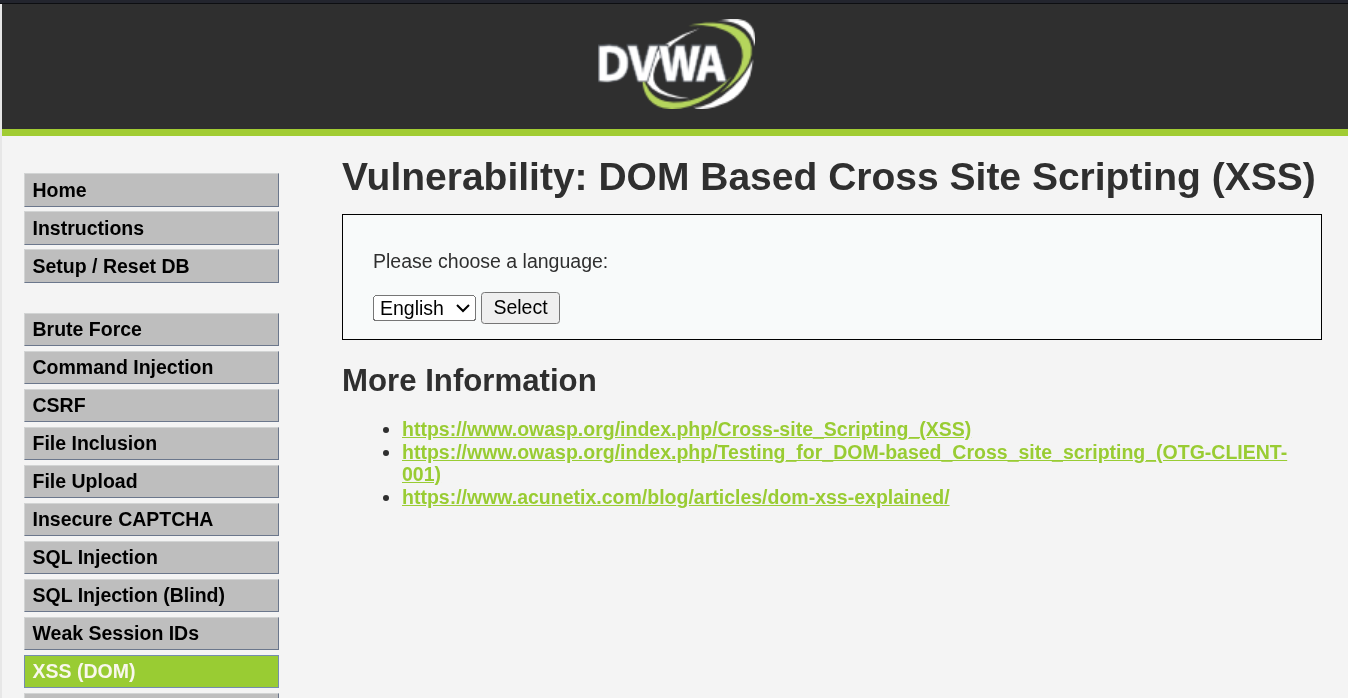 DVWA
Home
Instructions
Setup / Reset DB
Brute Force
Command Injection
CSRF
File Inclusion
File Upload
Insecure CAPTCHA
SQL Injection
SQL Injection (Blind)
Weak Session IDs
XSS (DOM)
Vulnerability: DOM Based Cross Site Scripting (XSS)
Please choose a language:
English Select
More Information
https://www.owasp.org/index.php/Cross-site_Scripting_(XSS)
https://www.owasp.org/index.php/Testing_for_DOM-based_Cross_site_scripting_(OTG-CLIENT-
001)
https://www.acunetix.com/blog/articles/dom-xss-explained/